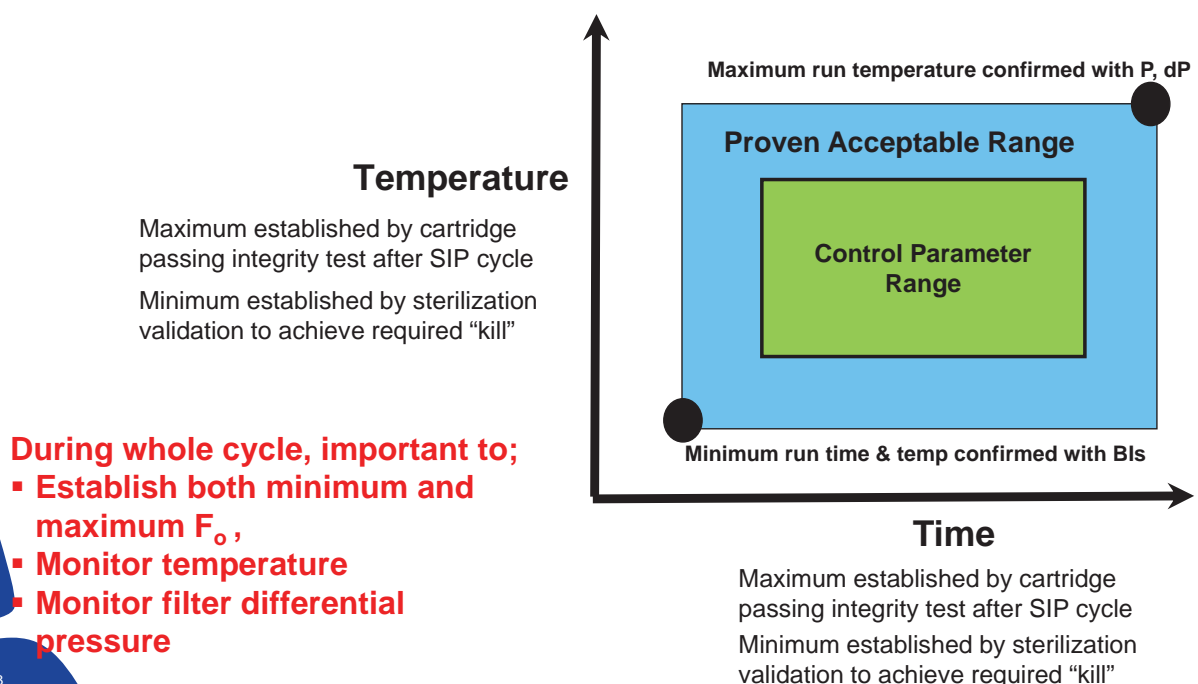 Maximum run temperature confirmed with P, dP
Proven Acceptable Range
Temperature
Maximum established by cartridge
passing integrity test after SIP cycle
Minimum established by sterilization
validation to achieve required “kill”
Control Parameter
Range
During whole cycle, important to;
▪ Establish both minimum and
maximum Fo ,
▪ Monitor temperature
▪ Monitor filter differential
pressure
Minimum run time & temp confirmed with BIs
Time
Maximum established by cartridge
passing integrity test after SIP cycle
Minimum established by sterilization
validation to achieve required “kill”